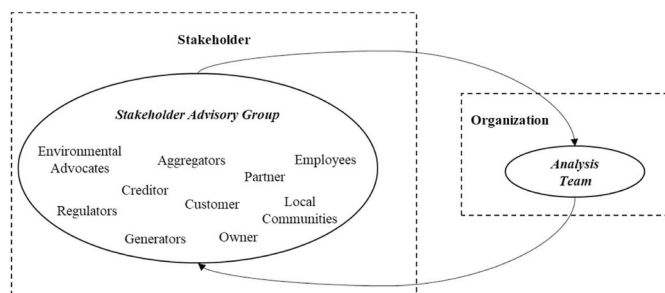 Stakeholder
Stakeholder Advisory Group
Environmental
Advocates
Aggregators
Employees
Partner
Creditor
Customer
Local
Communities
Regulators
Generators
Owner
Organization
Analysis
Team